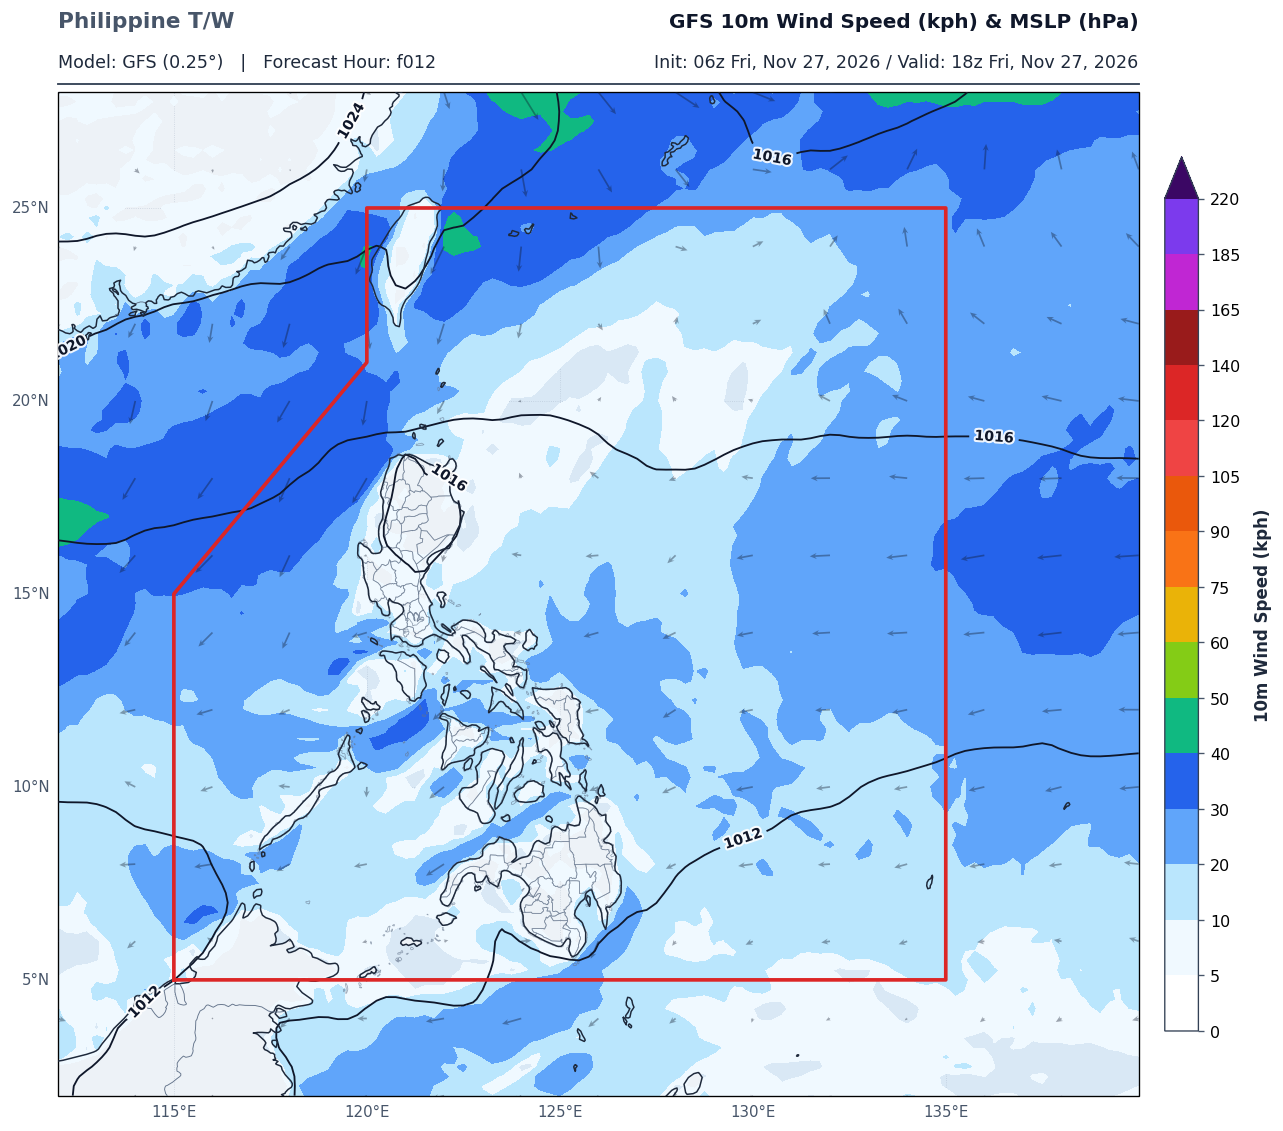 Philippine T/W
GFS 10m Wind Speed (kph) & MSLP (hPa)
Model: GFS (0.25°) | Forecast Hour: f012
Init: 06z Fri, Nov 27, 2026 / Valid: 18z Fri, Nov 27, 2026
1024
1016
1020
1016
1016
1012
1012
25°N
20°N
15°N
10°N
5°N
115°E
120°E
125°E
130°E
135°E
220
185
165
140
120
105
90
75
60
50
40
30
20
10
5
0
10m Wind Speed (kph)